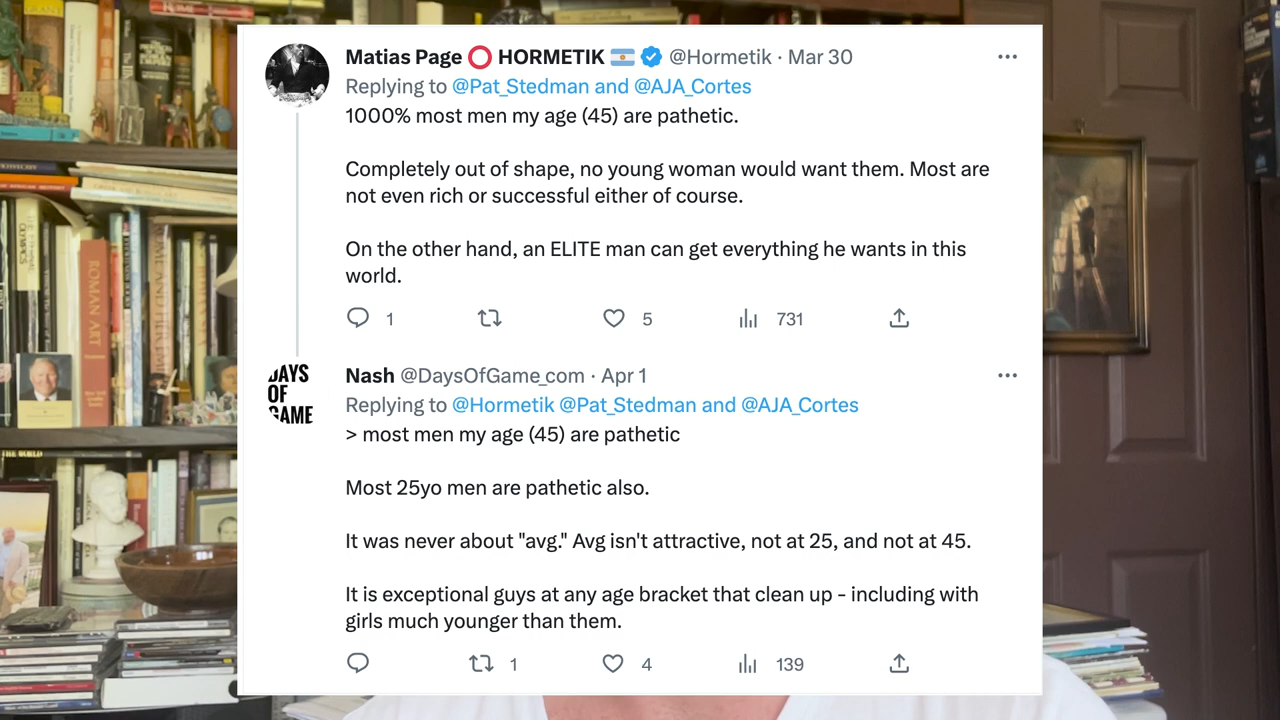 Matias Page HORMETIK @Hormetik · Mar 30
Replying to @Pat_Stedman and @AJA_Cortes
1000% most men my age (45) are pathetic.
Completely out of shape, no young woman would want them. Most are
not even rich or successful either of course.
On the other hand, an ELITE man can get everything he wants in this
world.
1 5 731
DAYS
OF
GAME
Nash @DaysOfGame_com · Apr 1
Replying to @Hormetik @Pat_Stedman and @AJA_Cortes
> most men my age (45) are pathetic
Most 25yo men are pathetic also.
It was never about "avg." Avg isn't attractive, not at 25, and not at 45.
It is exceptional guys at any age bracket that clean up - including with
girls much younger than them.
1 4 139
ROMAN ART